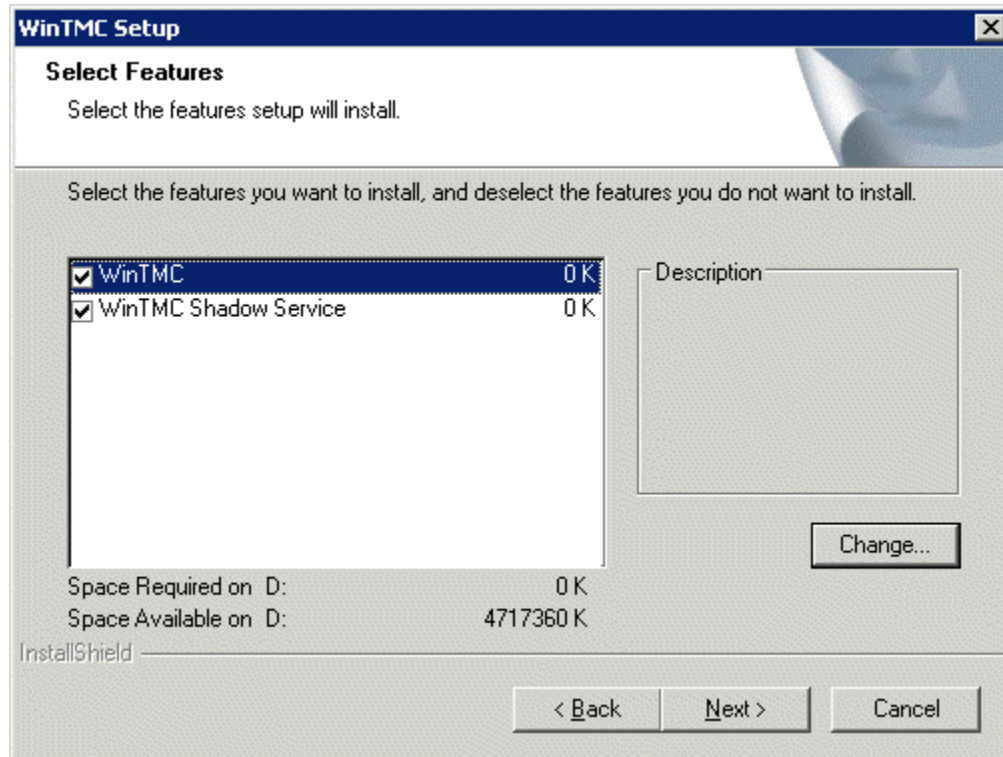 WinTMC Setup
Select Features
Select the features setup will install.
Select the features you want to install, and deselect the features you do not want to install.
WinTMC 0 K
WinTMC Shadow Service 0 K
Description
Change...
Space Required on D: 0 K
Space Available on D: 4717360 K
InstallShield
< Back Next > Cancel